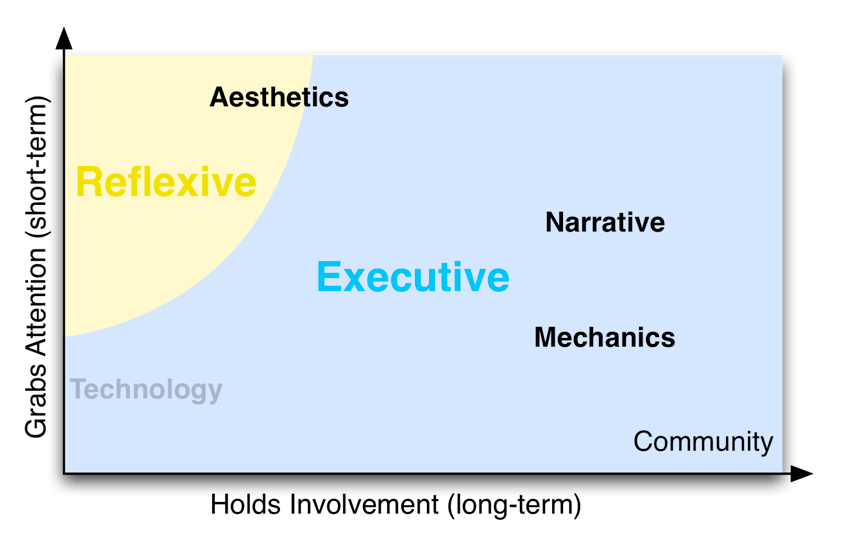 Aesthetics
Reflexive
Narrative
Executive
Mechanics
Technology
Community
Grabs Attention (short-term)
Holds Involvement (long-term)